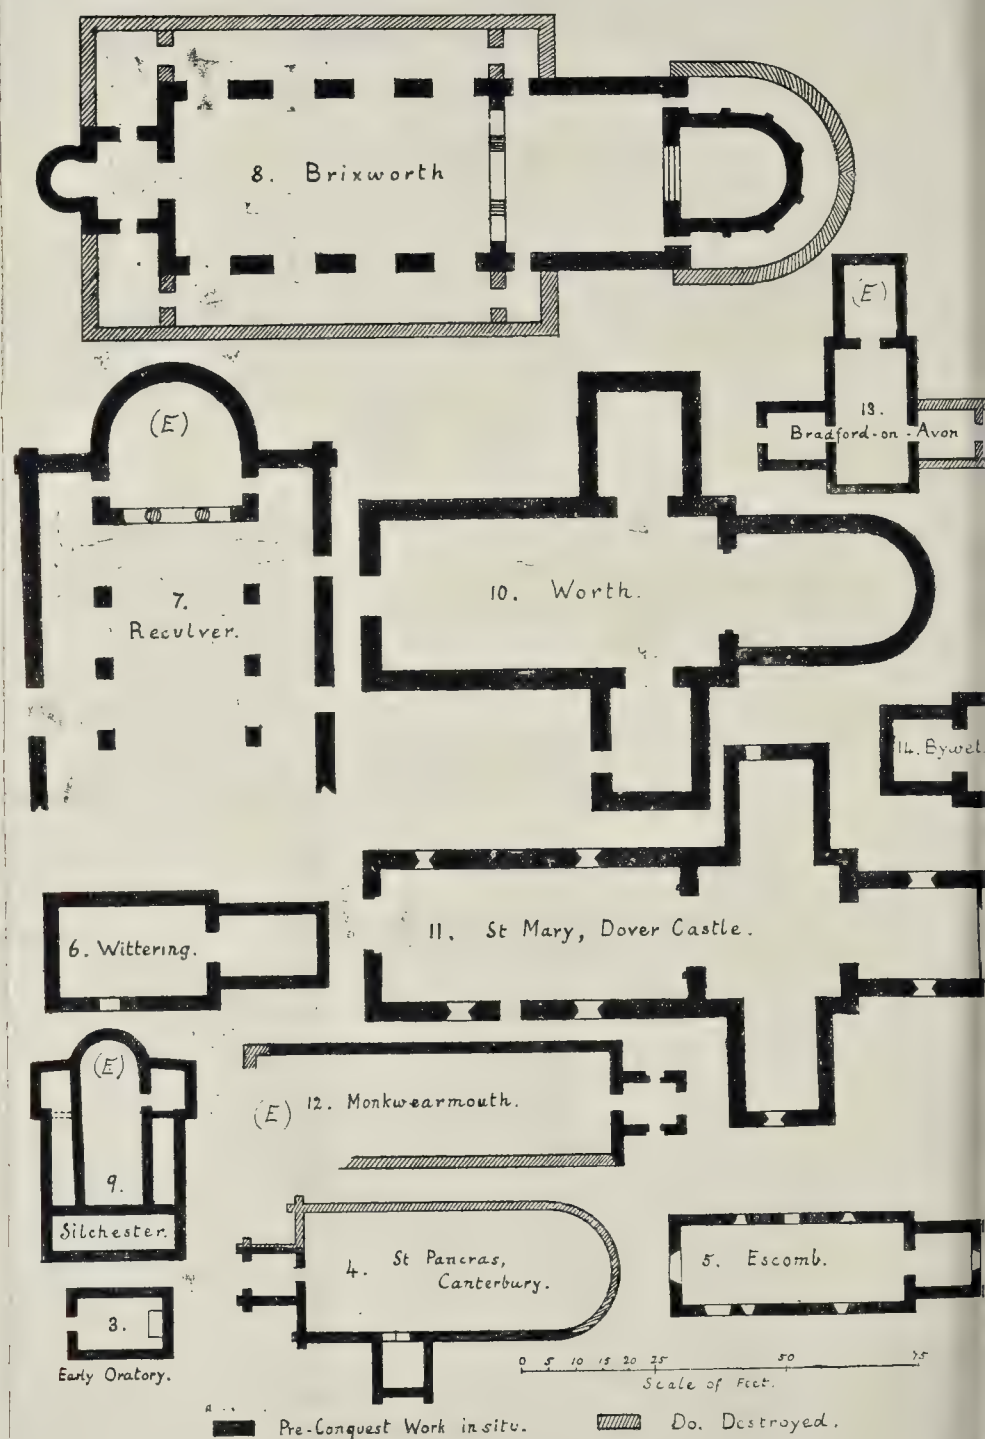 8. Brixworth
(E)
13.
Bradford-on-Avon
(E)
7.
Reculver.
10. Worth.
14. Bywel
11. St Mary, Dover Castle.
6. Wittering.
(E)
9.
Silchester.
(E) 12. Monkwearmouth.
4. St Pancras,
Canterbury.
5. Escomb.
3.
Early Oratory.
0 5 10 15 20 25 50 75
Scale of Feet.
Pre-Conquest Work in situ.
Do. Destroyed.